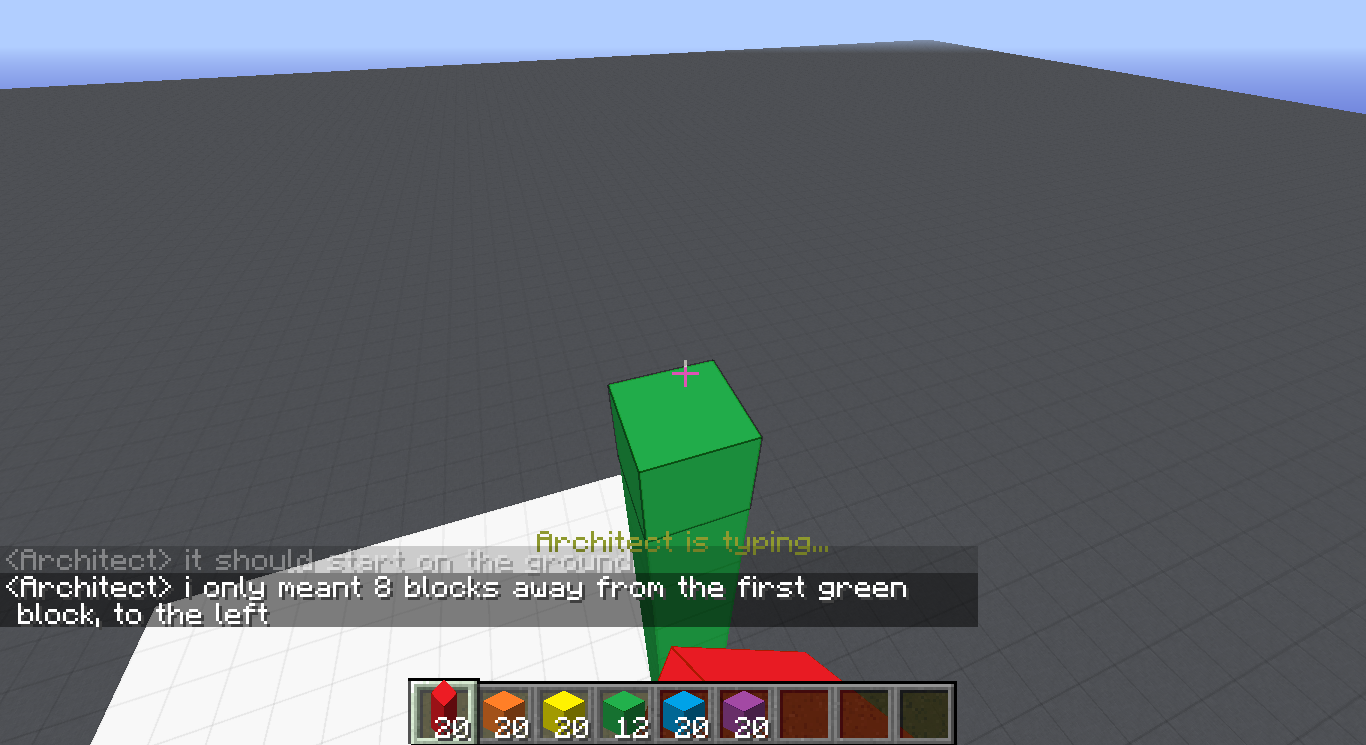 Architect is typing...
<Architect> it should start on the ground
<Architect> i only meant 8 blocks away from the first green
block, to the left
20 20 20 12 20 20